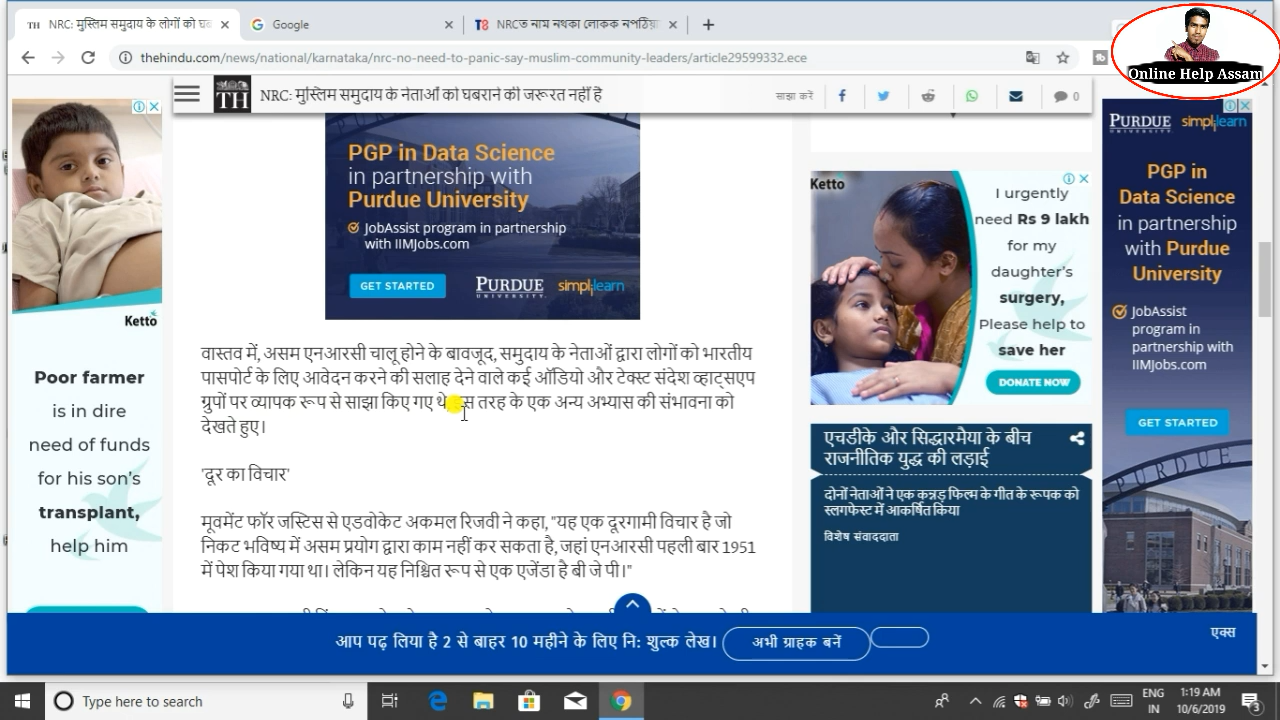 TH NRC: मुस्लिम समुदाय के लोगों को घब
Google
T8 NRCত নাম নথকা লোকক নপঠিয়া
thehindu.com/news/national/karnataka/nrc-no-need-to-panic-say-muslim-community-leaders/article29599332.ece
Online Help Assam
TH NRC: मुस्लिम समुदाय के नेताओं को घबराने की जरूरत नहीं है
साझा करें
0
Poor farmer
is in dire
need of funds
for his son's
transplant,
help him
Ketto
PGP in Data Science
in partnership with
Purdue University
JobAssist program in partnership
with IIMJobs.com
GET STARTED
PURDUE
UNIVERSITY
simplilearn
वास्तव में, असम एनआरसी चालू होने के बावजूद, समुदाय के नेताओं द्वारा लोगों को भारतीय
पासपोर्ट के लिए आवेदन करने की सलाह देने वाले कई ऑडियो और टेक्स्ट संदेश व्हाट्सएप
ग्रुपों पर व्यापक रूप से साझा किए गए थे स तरह के एक अन्य अभ्यास की संभावना को
देखते हुए।
'दूर का विचार'
मूवमेंट फॉर जस्टिस से एडवोकेट अकमल रिजवी ने कहा, "यह एक दूरगामी विचार है जो
निकट भविष्य में असम प्रयोग द्वारा काम नहीं कर सकता है, जहां एनआरसी पहली बार 1951
में पेश किया गया था। लेकिन यह निश्चित रूप से एक एजेंडा है बी जे पी।"
Ketto
I urgently
need Rs 9 lakh
for my
daughter's
surgery,
Please help to
save her
DONATE NOW
एचडीके और सिद्धारमैया के बीच
राजनीतिक युद्ध की लड़ाई
दोनों नेताओं ने एक कन्नड़ फिल्म के गीत के रूपक को
स्लगफेस्ट में आकर्षित किया
विशेष संवाददाता
PURDUE
UNIVERSITY
simplilearn
PGP in
Data Science
in partnership
with Purdue
University
JobAssist
program in
partnership with
IIMJobs.com
GET STARTED
PURDUE
आप पढ़ लिया है 2 से बाहर 10 महीने के लिए नि: शुल्क लेख।
अभी ग्राहक बनें
एक्स
Type here to search
ENG
IN
1:19 AM
10/6/2019
3